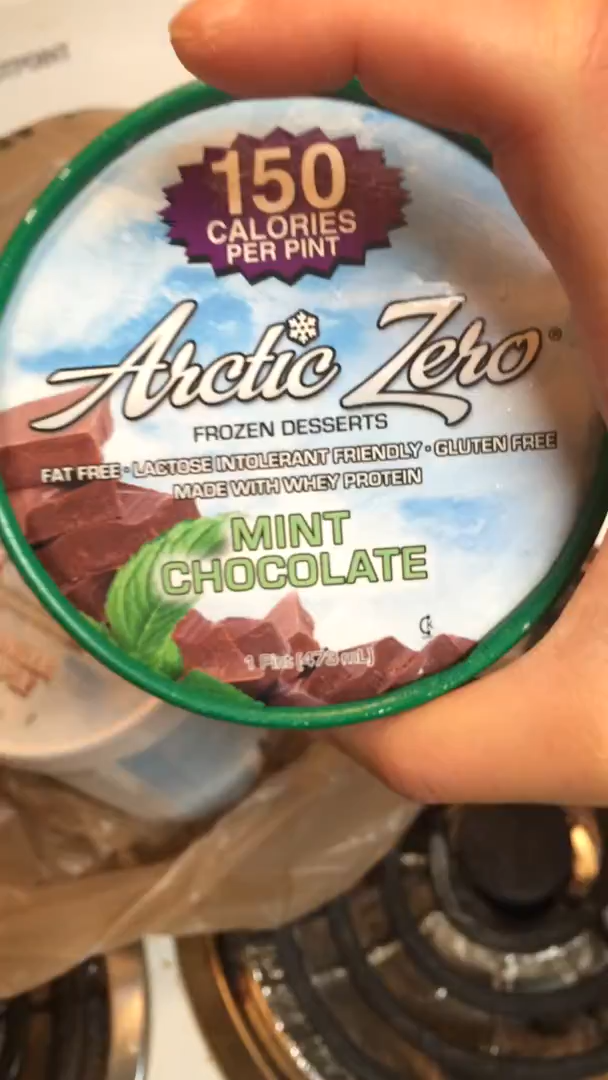 150
CALORIES
PER PINT
Arctic Zero®
FROZEN DESSERTS
FAT FREE • LACTOSE INTOLERANT FRIENDLY • GLUTEN FREE
MADE WITH WHEY PROTEIN
MINT
CHOCOLATE
1 Pint (473 mL)